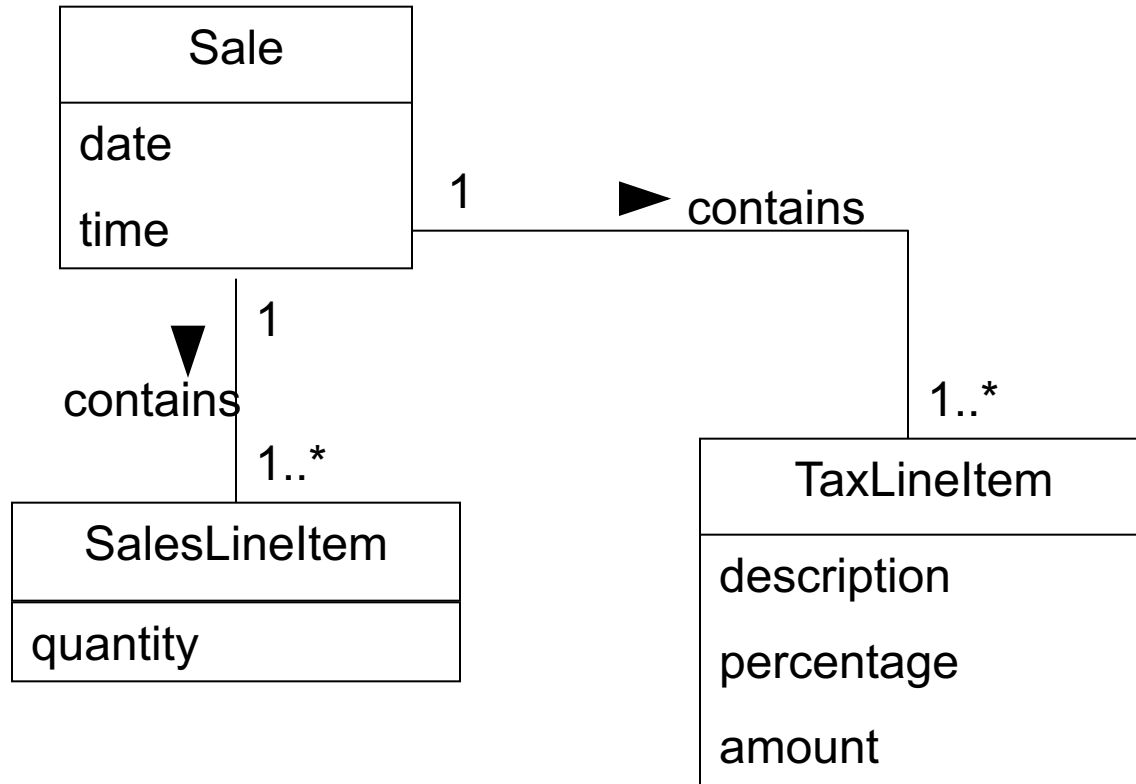 Sale
date
time
1
contains
1
contains
1..*
1..*
SalesLineItem
quantity
TaxLineItem
description
percentage
amount